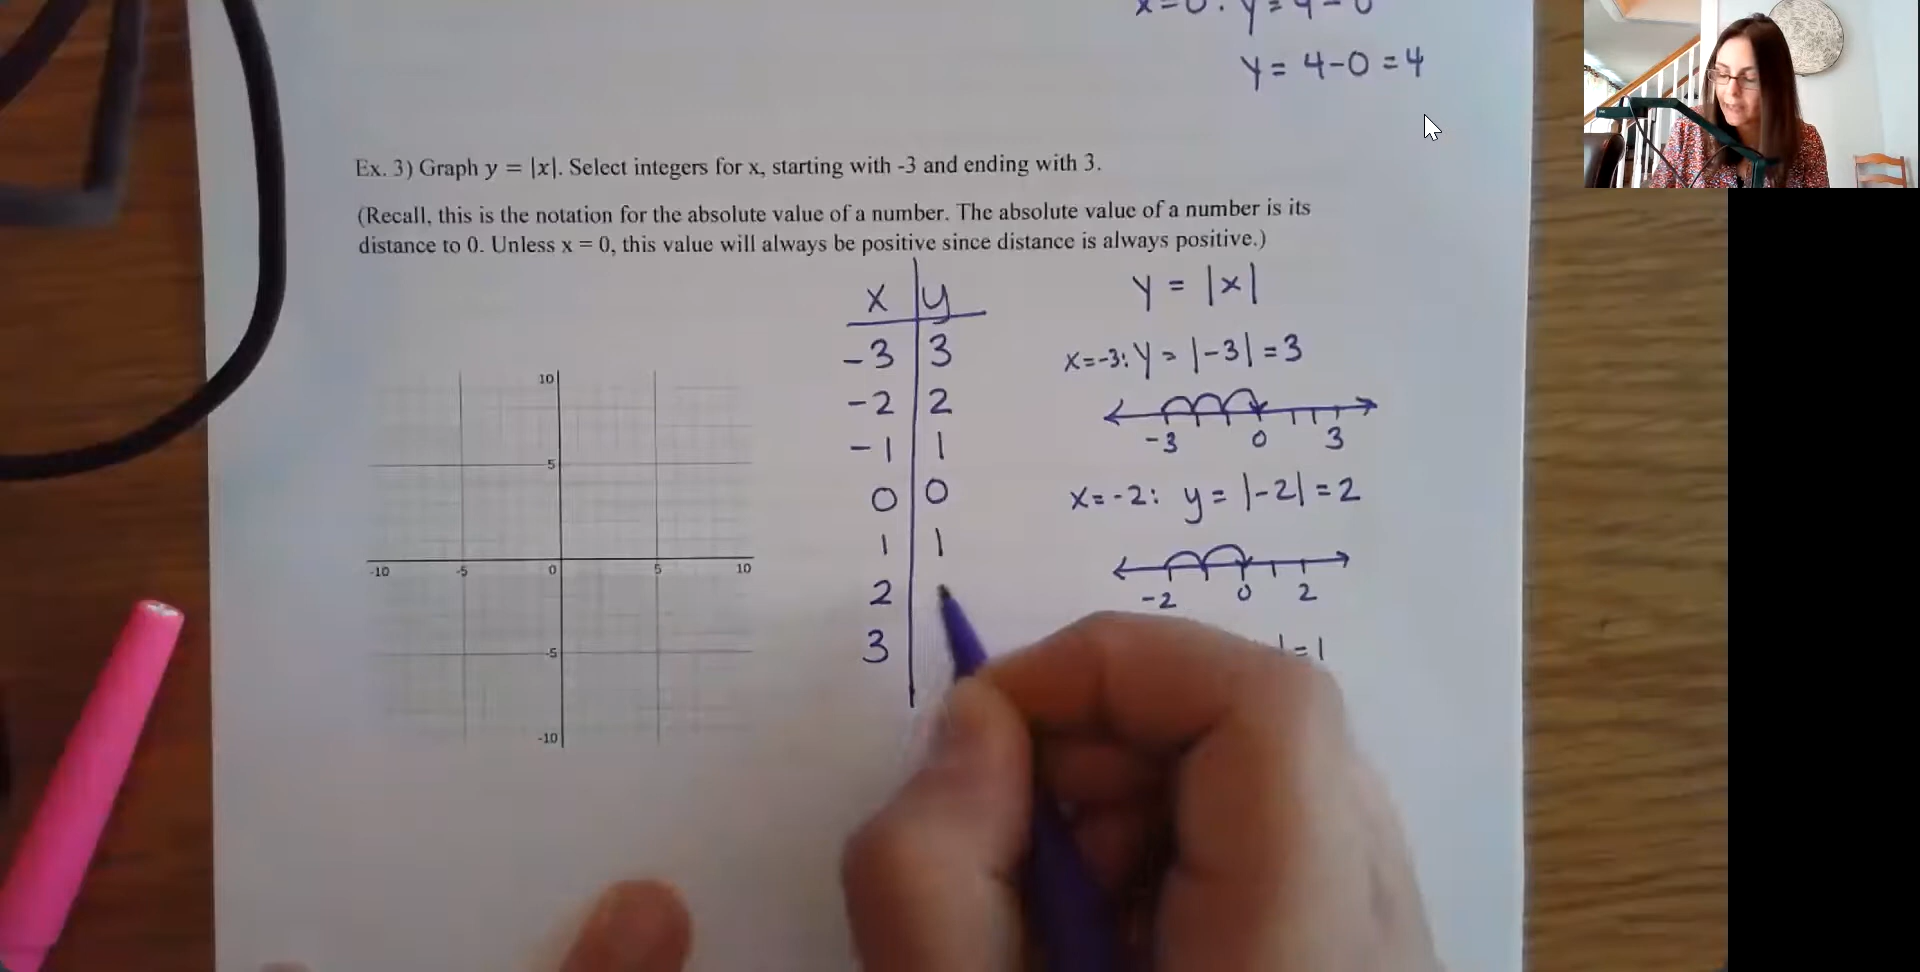 x=0: y=4-0
y = 4-0 = 4
Ex. 3) Graph y = |x|. Select integers for x, starting with -3 and ending with 3.
(Recall, this is the notation for the absolute value of a number. The absolute value of a number is its
distance to 0. Unless x = 0, this value will always be positive since distance is always positive.)
x y
-3 3
-2 2
-1 1
0 0
1 1
2
3
y = |x|
x=-3: y = |-3| = 3
-3 0 3
x=-2: y = |-2| = 2
-2 0 2
| = 1
10
5
-10 -5 0 5 10
-5
-10